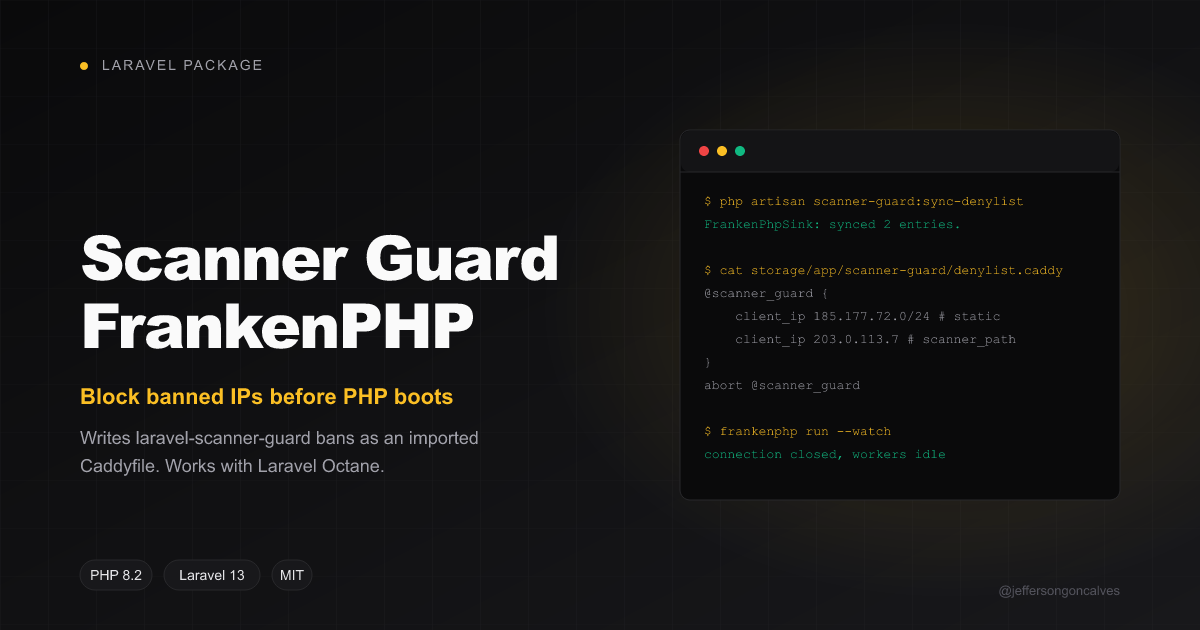 LARAVEL PACKAGE
Scanner Guard
FrankenPHP
Block banned IPs before PHP boots
Writes laravel-scanner-guard bans as an imported
Caddyfile. Works with Laravel Octane.
PHP 8.2
Laravel 13
MIT
$ php artisan scanner-guard:sync-denylist
FrankenPhpSink: synced 2 entries.
$ cat storage/app/scanner-guard/denylist.caddy
@scanner_guard {
    client_ip 185.177.72.0/24 # static
    client_ip 203.0.113.7 # scanner_path
}
abort @scanner_guard
$ frankenphp run --watch
connection closed, workers idle
@jeffersongoncalves